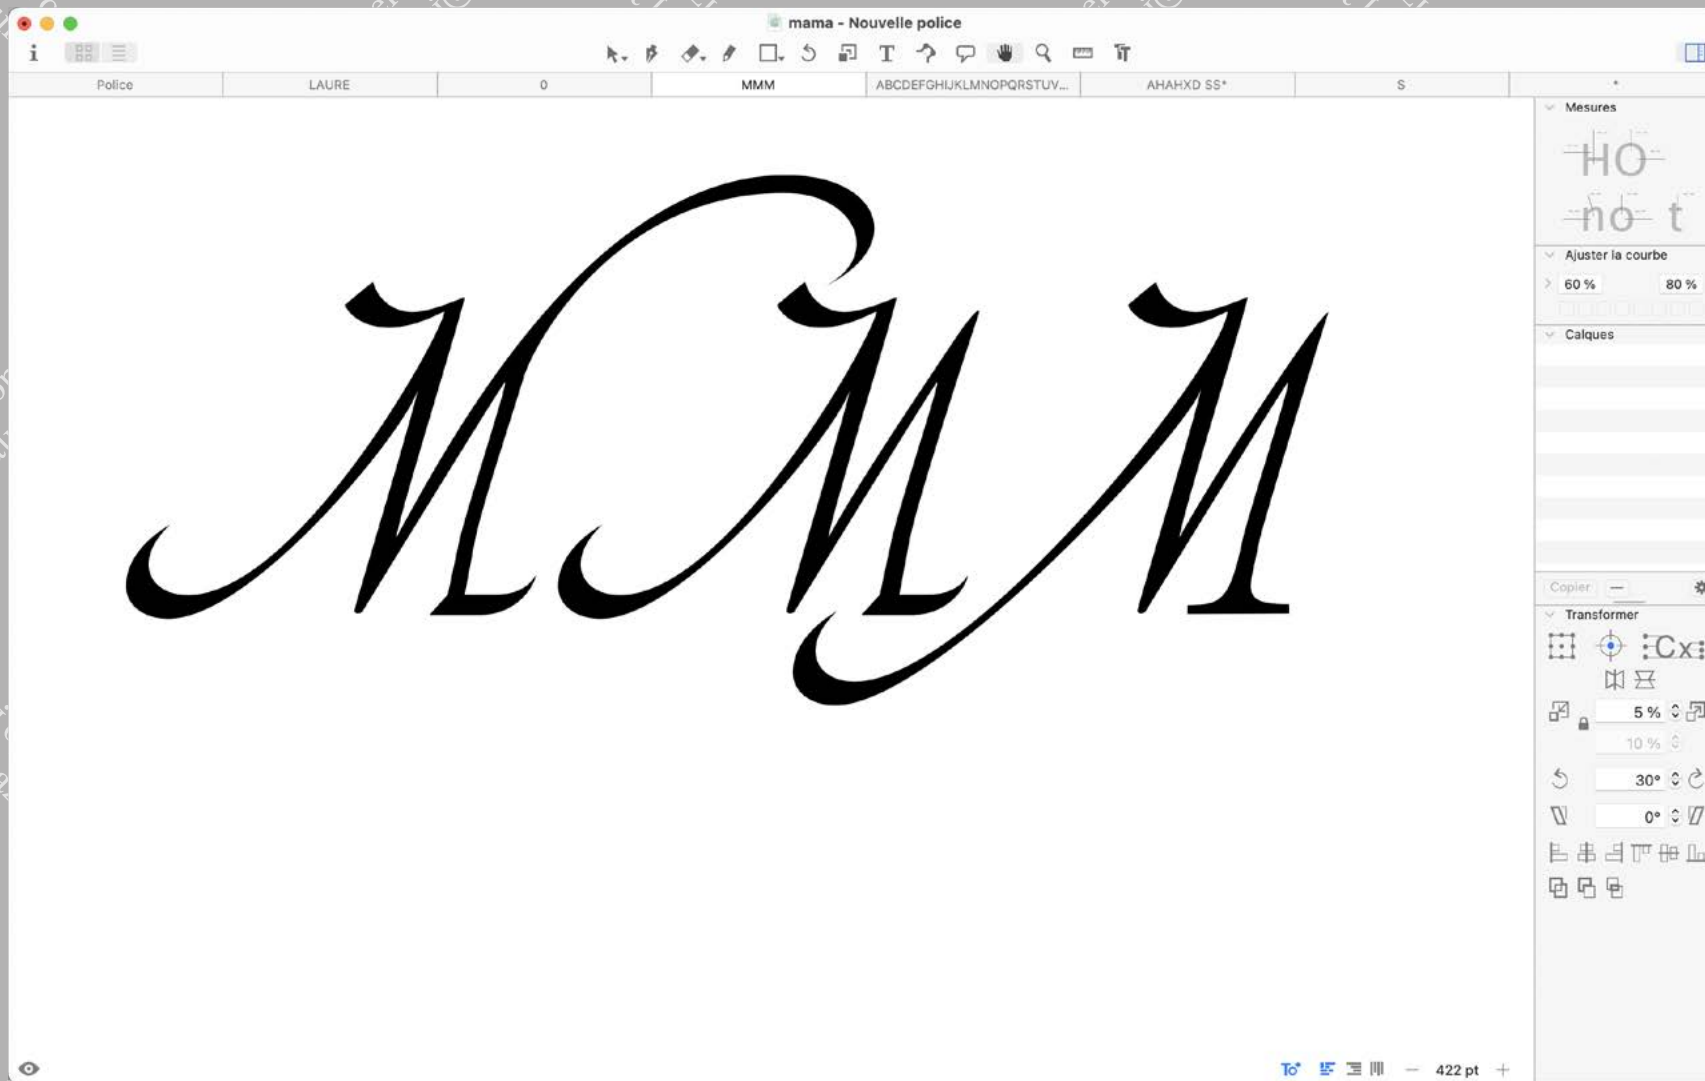 mama - Nouvelle police
Police
LAURE
0
MMM
ABCDEFGHIJKLMNOPQRSTUV...
AHAHXD SS*
S
*
MMM
Mesures
HO
no t
Ajuster la courbe
60 % 80 %
Calques
Copier
Transformer
Cx
5 %
10 %
30°
0°
422 pt